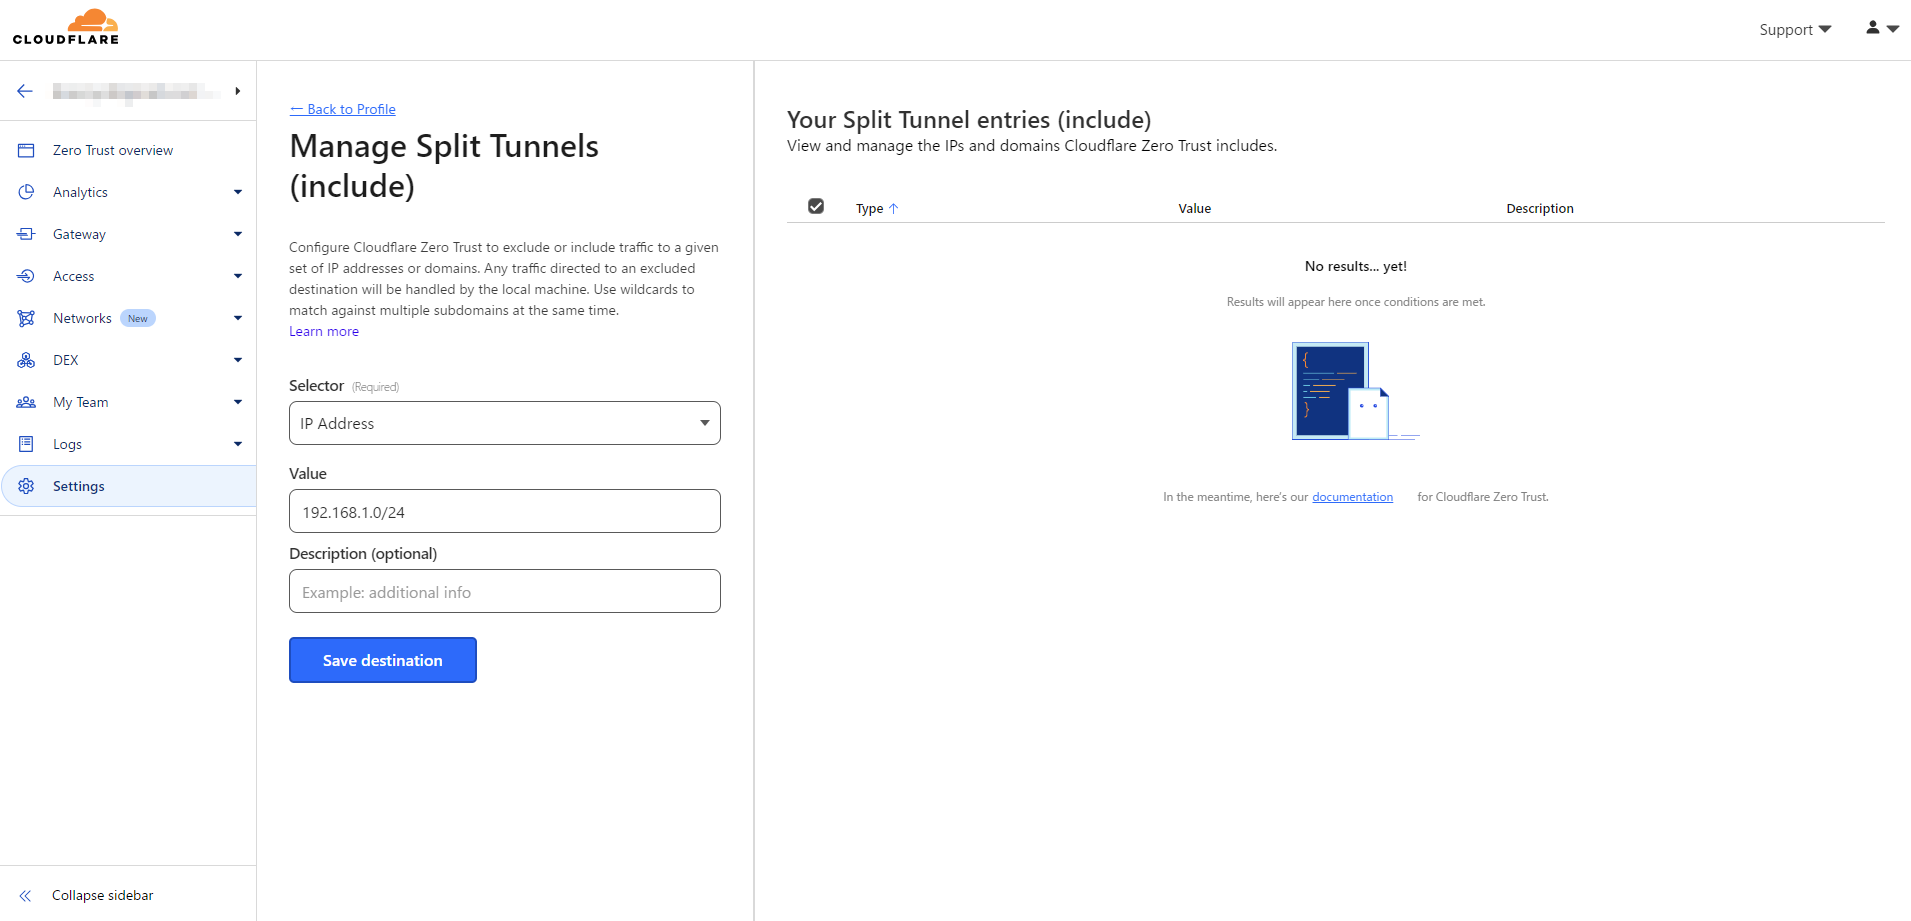 CLOUDFLARE
Support
Zero Trust overview
Analytics
Gateway
Access
Networks New
DEX
My Team
Logs
Settings
Collapse sidebar
← Back to Profile
Manage Split Tunnels
(include)
Configure Cloudflare Zero Trust to exclude or include traffic to a given
set of IP addresses or domains. Any traffic directed to an excluded
destination will be handled by the local machine. Use wildcards to
match against multiple subdomains at the same time.
Learn more
Selector (Required)
IP Address
Value
192.168.1.0/24
Description (optional)
Example: additional info
Save destination
Your Split Tunnel entries (include)
View and manage the IPs and domains Cloudflare Zero Trust includes.
Type ↑ Value Description
No results... yet!
Results will appear here once conditions are met.
In the meantime, here's our documentation for Cloudflare Zero Trust.